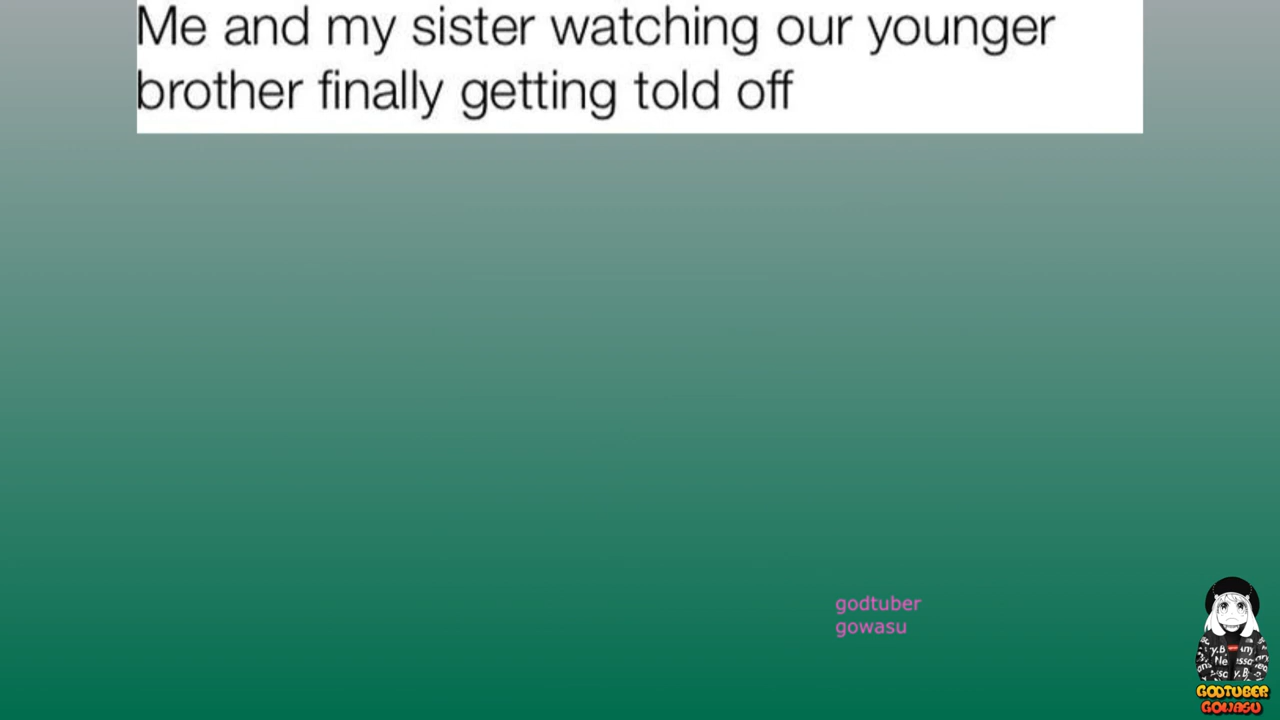 Me and my sister watching our younger
brother finally getting told off
godtuber
gowasu
GODTUBER
GOWASU